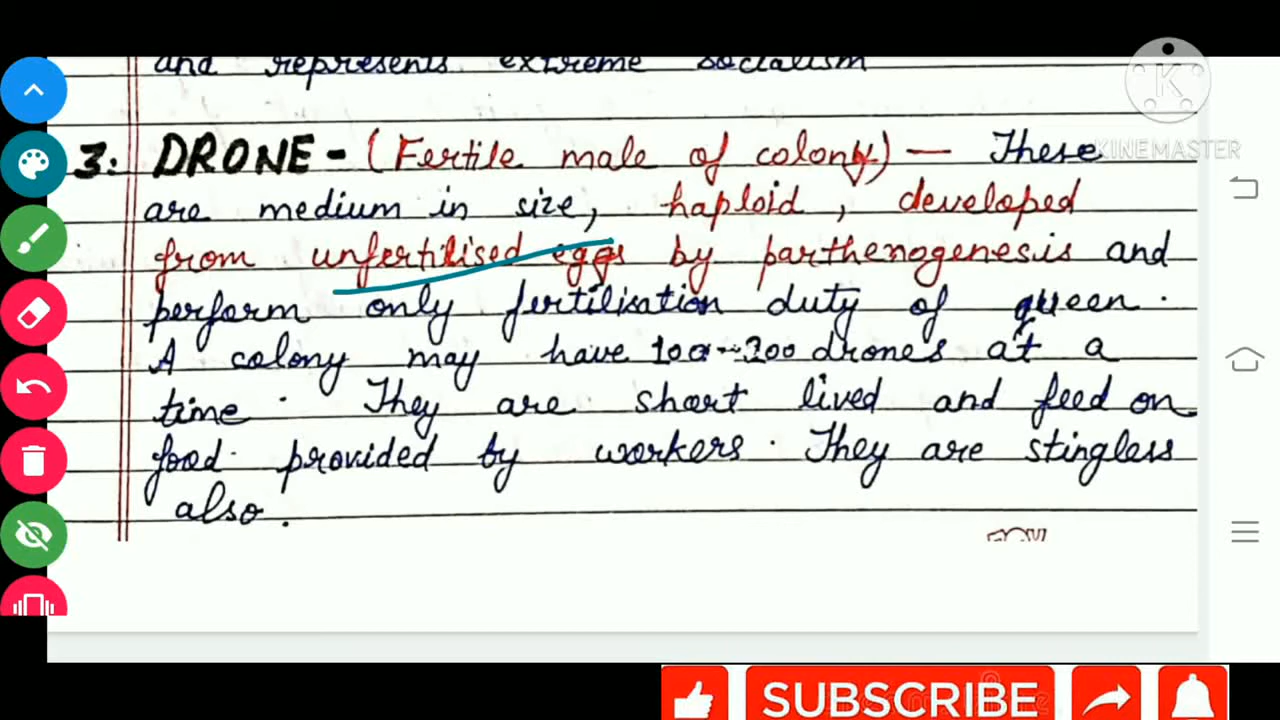 and represents extreme socialism
3. DRONE - (Fertile male of colony) — These
are medium in size, haploid, developed
from unfertilised eggs by parthenogenesis and
perform only fertilisation duty of queen.
A colony may have 100-200 drones at a
time. They are short lived and feed on
food provided by workers. They are stingless
also.
K
KINEMASTER
SUBSCRIBE